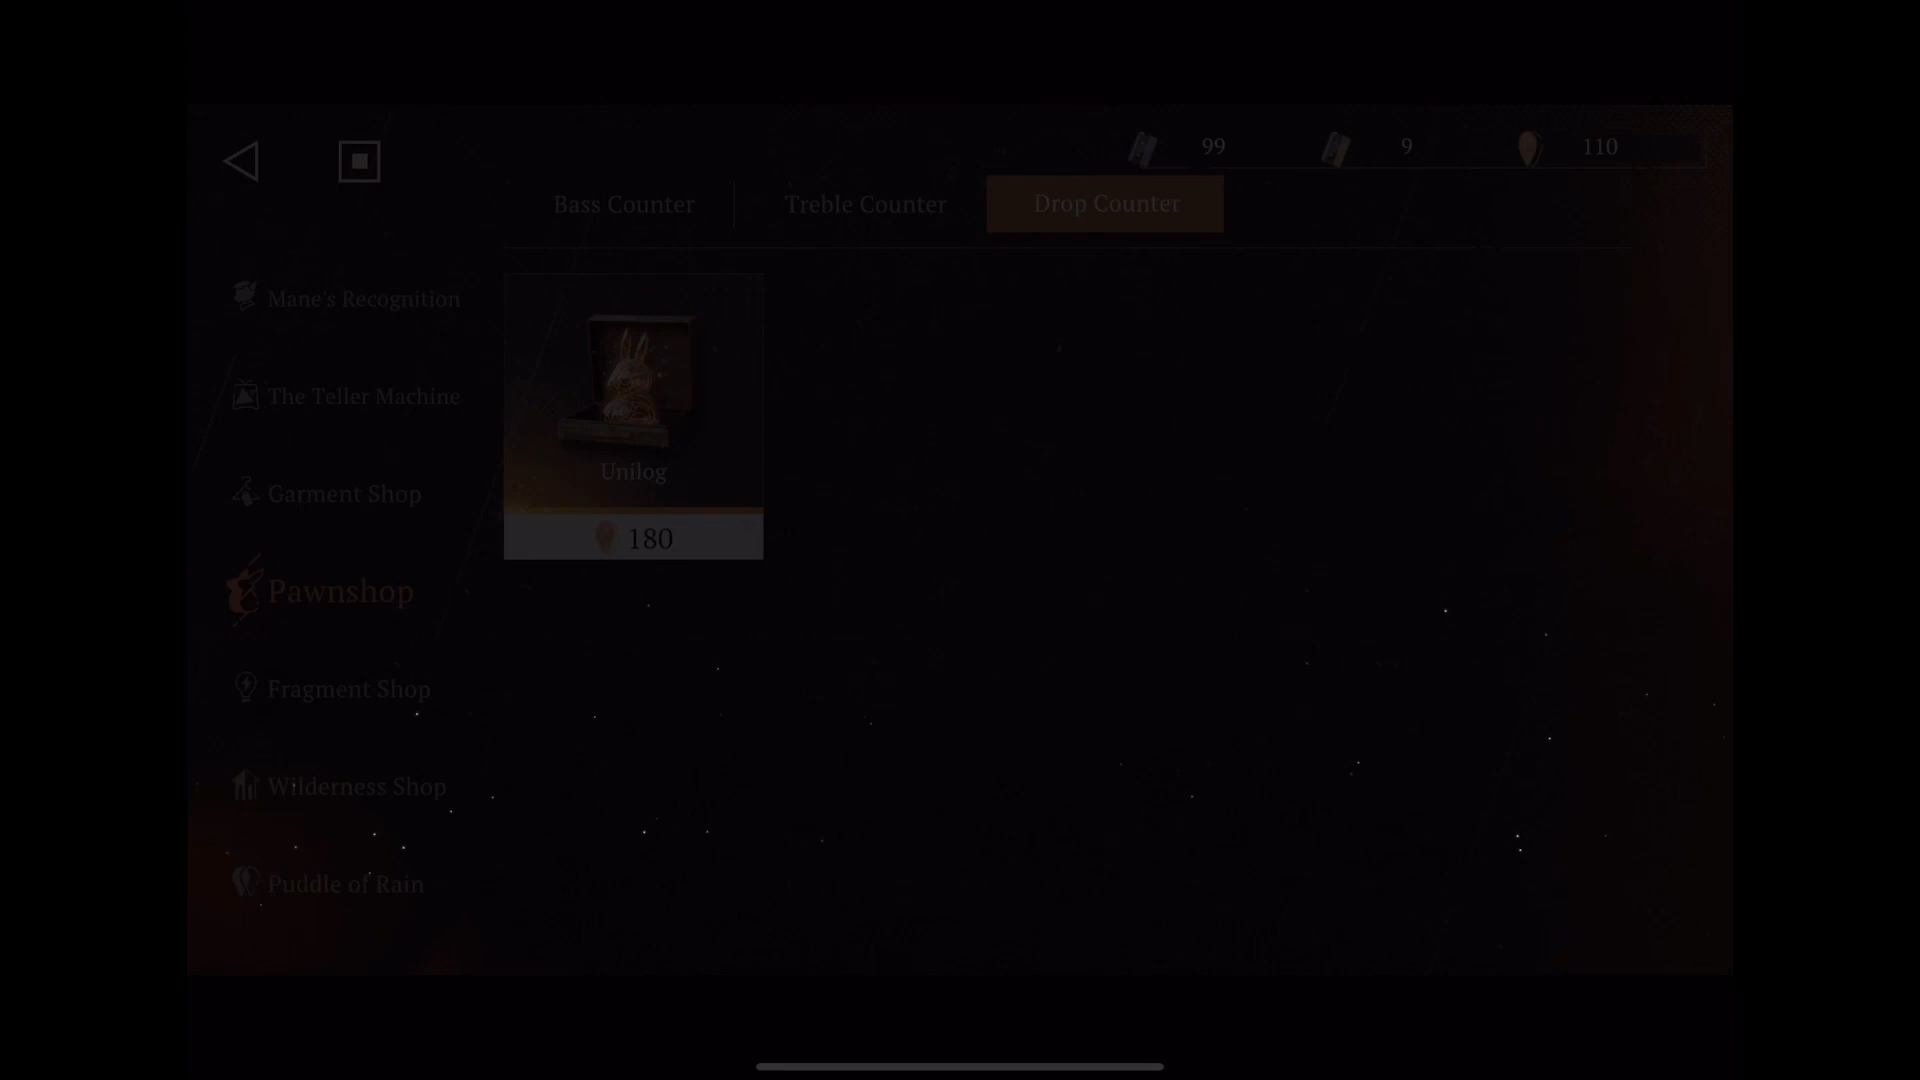 99
9
110
Bass Counter
Treble Counter
Drop Counter
Mane's Recognition
The Teller Machine
Garment Shop
Pawnshop
Fragment Shop
Wilderness Shop
Puddle of Rain
Unilog
180